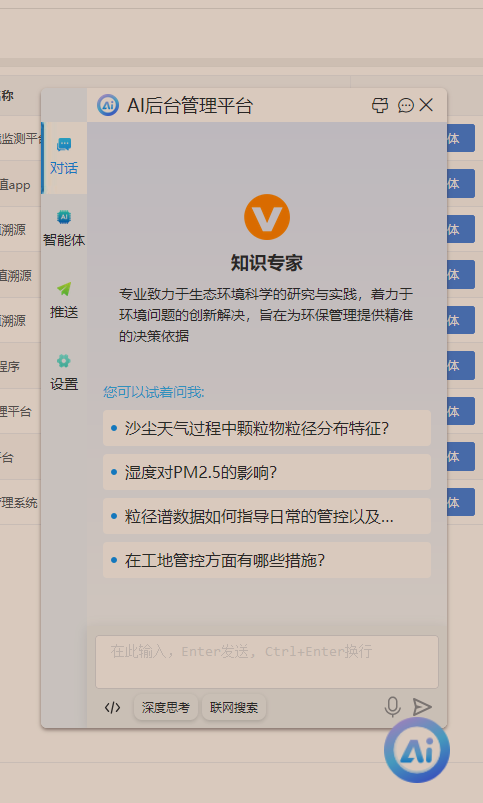 AI后台管理平台
称
监测平台
值app
溯源
值溯源
溯源
程序
理平台
台
管理系统
对话
智能体
推送
设置
知识专家
专业致力于生态环境科学的研究与实践，着力于
环境问题的创新解决，旨在为环保管理提供精准
的决策依据
您可以试着问我:
沙尘天气过程中颗粒物粒径分布特征?
湿度对PM2.5的影响?
粒径谱数据如何指导日常的管控以及...
在工地管控方面有哪些措施?
在此输入，Enter发送, Ctrl+Enter换行
</> 深度思考 联网搜索
体
体
体
体
体
体
体
体
体
Ai